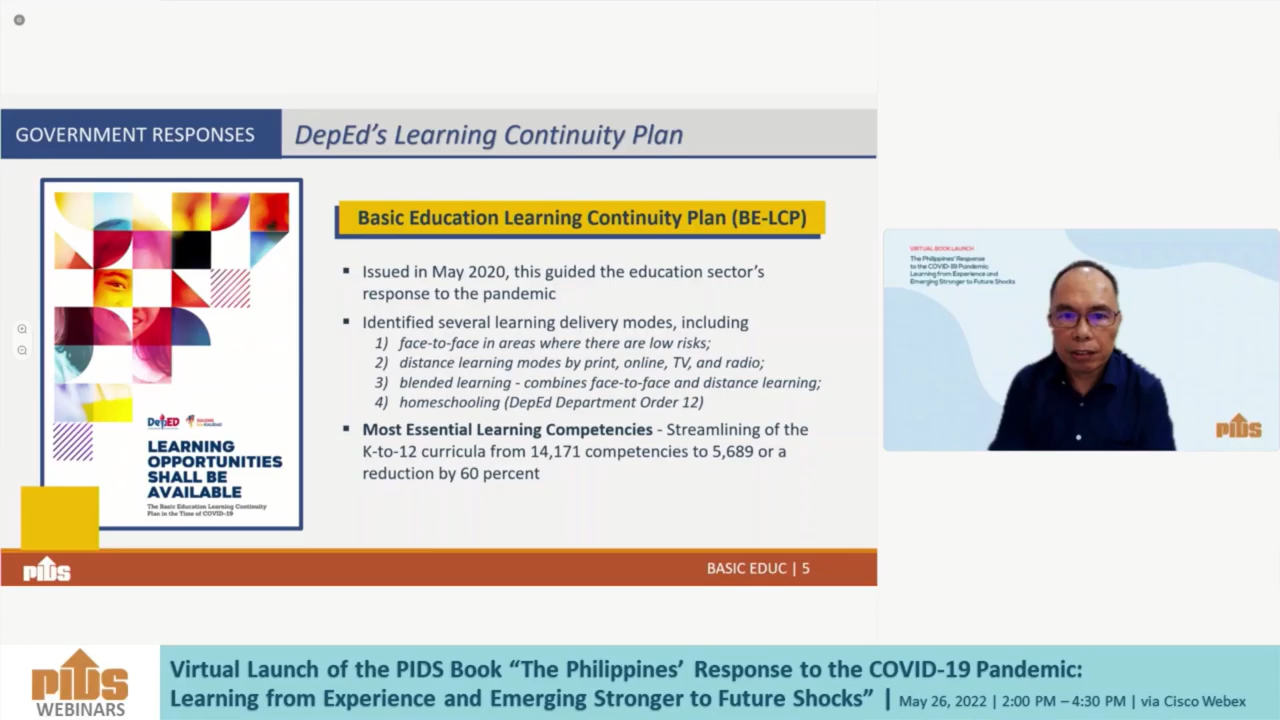 GOVERNMENT RESPONSES
DepEd's Learning Continuity Plan
Basic Education Learning Continuity Plan (BE-LCP)
▪ Issued in May 2020, this guided the education sector's
response to the pandemic
▪ Identified several learning delivery modes, including
1) face-to-face in areas where there are low risks;
2) distance learning modes by print, online, TV, and radio;
3) blended learning - combines face-to-face and distance learning;
4) homeschooling (DepEd Department Order 12)
▪ Most Essential Learning Competencies - Streamlining of the
K-to-12 curricula from 14,171 competencies to 5,689 or a
reduction by 60 percent
DepED
LEARNING
OPPORTUNITIES
SHALL BE
AVAILABLE
The Basic Education Learning Continuity
Plan in the Time of COVID-19
PIDS
BASIC EDUC | 5
VIRTUAL BOOK LAUNCH
The Philippines' Response
to the COVID-19 Pandemic:
Learning from Experience and
Emerging Stronger to Future Shocks
PIDS
PIDS
WEBINARS
Virtual Launch of the PIDS Book “The Philippines’ Response to the COVID-19 Pandemic:
Learning from Experience and Emerging Stronger to Future Shocks” | May 26, 2022 | 2:00 PM – 4:30 PM | via Cisco Webex